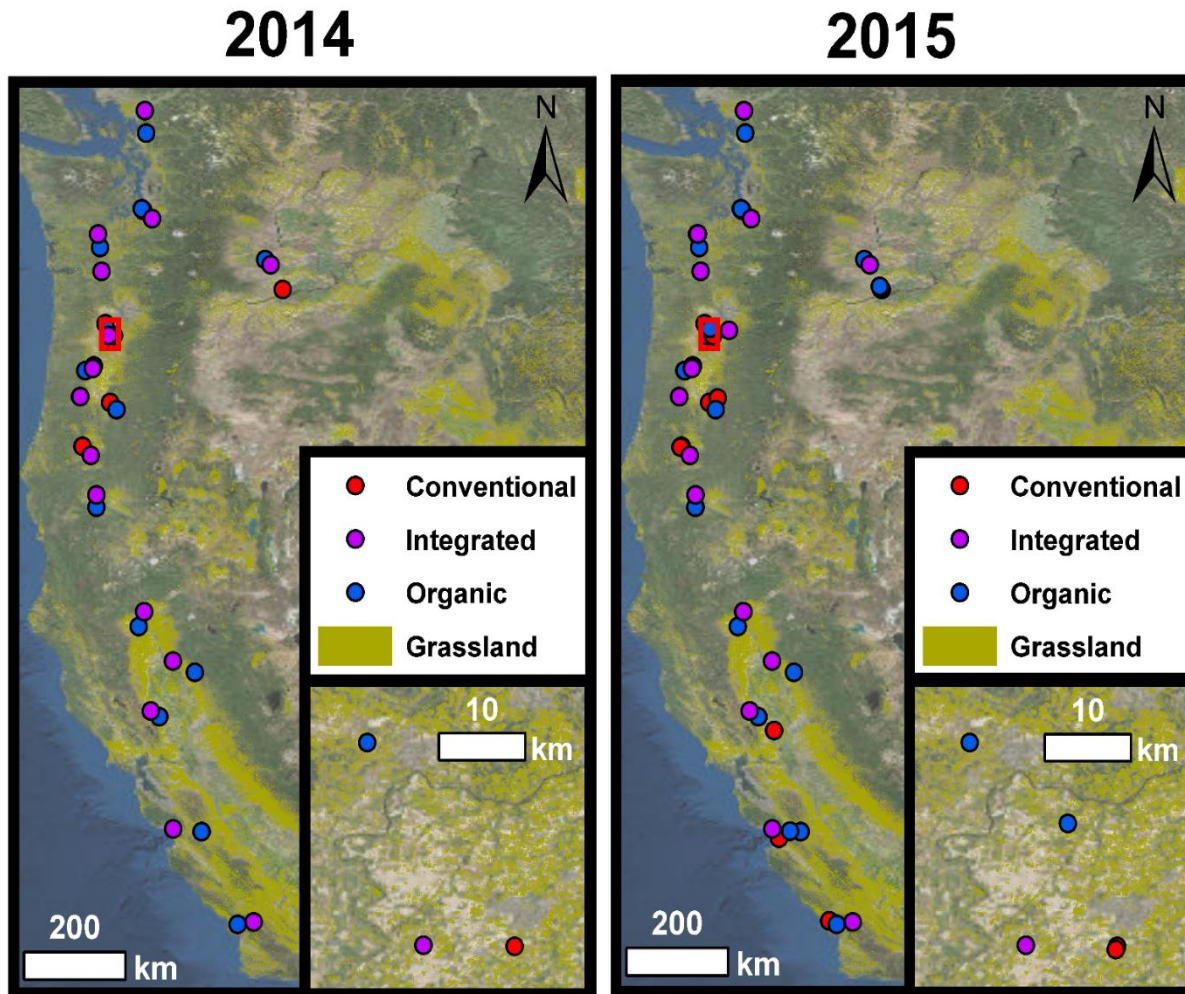 2014
2015
N
N
Conventional
Integrated
Organic
Grassland
Conventional
Integrated
Organic
Grassland
10
km
10
km
200
km
200
km